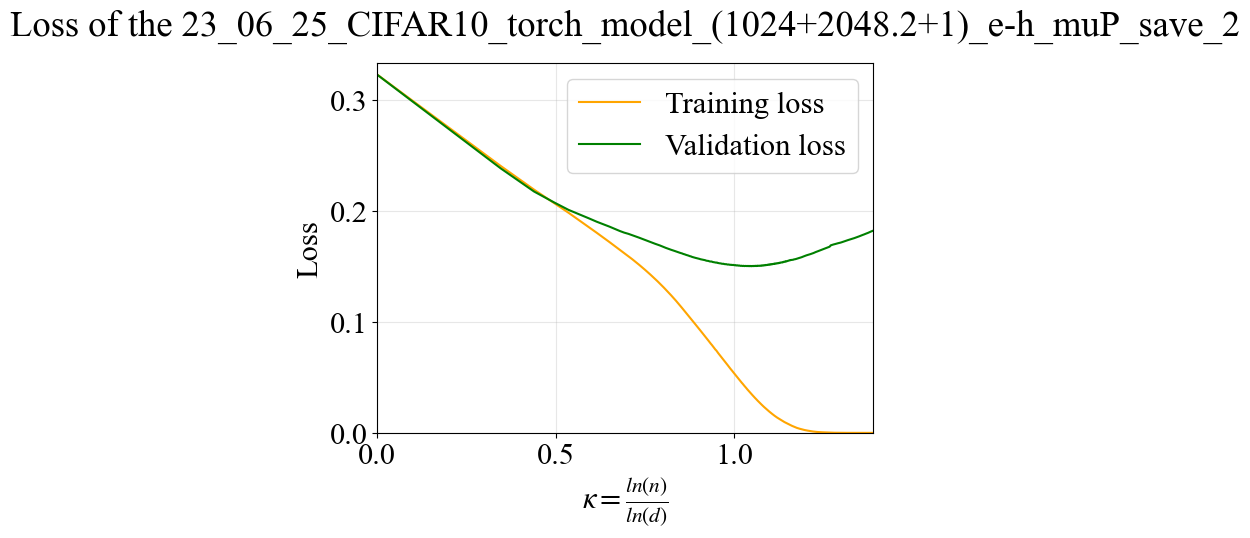 Loss of the 23_06_25_CIFAR10_torch_model_(1024+2048.2+1)_e-h_muP_save_2
Training loss
Validation loss
0.3
0.2
0.1
0.0
Loss
0.0 0.5 1.0
κ = ln(n)/ln(d)